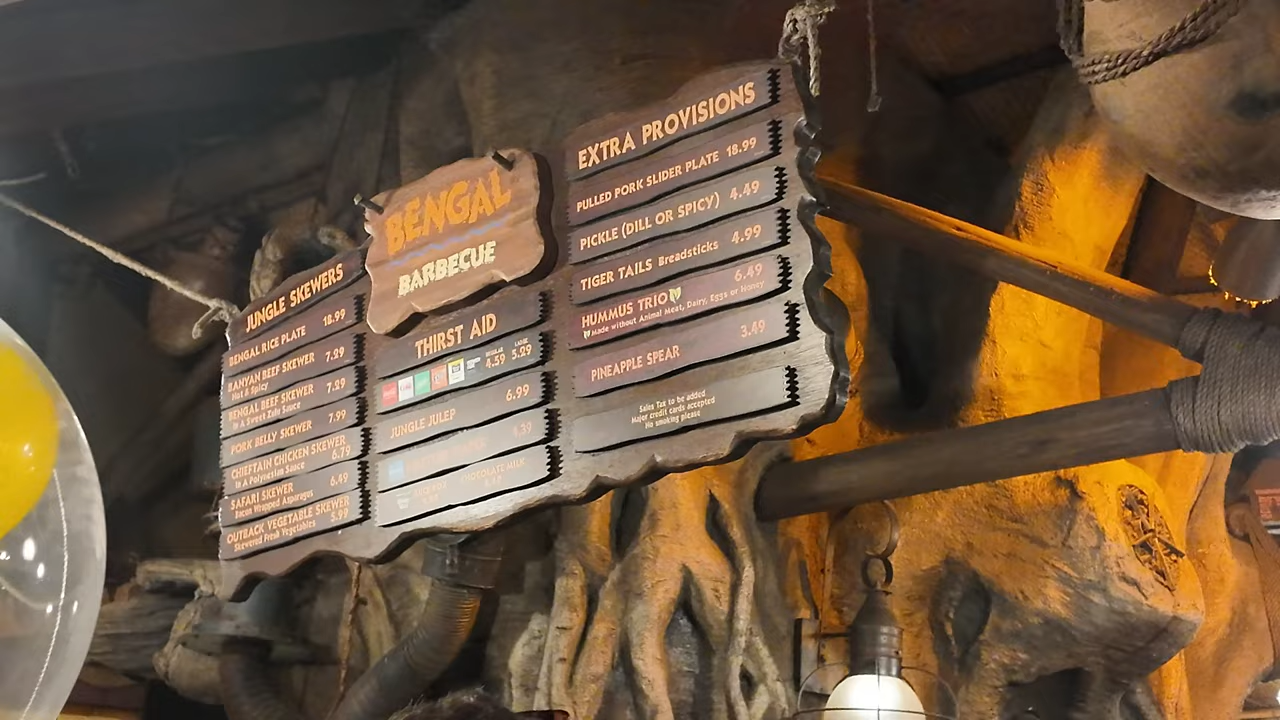 JUNGLE SKEWERS
BENGAL RICE PLATE 18.99
BANYAN BEEF SKEWER 7.29
Hot & Spicy
BENGAL BEEF SKEWER 7.29
In A Sweet Zulu Sauce
PORK BELLY SKEWER 7.99
CHIEFTAIN CHICKEN SKEWER
In A Polynesian Sauce 6.79
SAFARI SKEWER 6.49
Bacon Wrapped Asparagus
OUTBACK VEGETABLE SKEWER
Skewered Fresh Vegetables 5.99
BENGAL
BARBECUE
THIRST AID
REGULAR LARGE
4.59 5.29
JUNGLE JULEP 6.99
CHOCOLATE MILK
EXTRA PROVISIONS
PULLED PORK SLIDER PLATE 18.99
PICKLE (DILL OR SPICY) 4.49
TIGER TAILS Breadsticks 4.99
HUMMUS TRIO 6.49
Made without Animal Meat, Dairy, Eggs or Honey
PINEAPPLE SPEAR 3.49
Sales Tax to be added
Major credit cards accepted
No smoking please